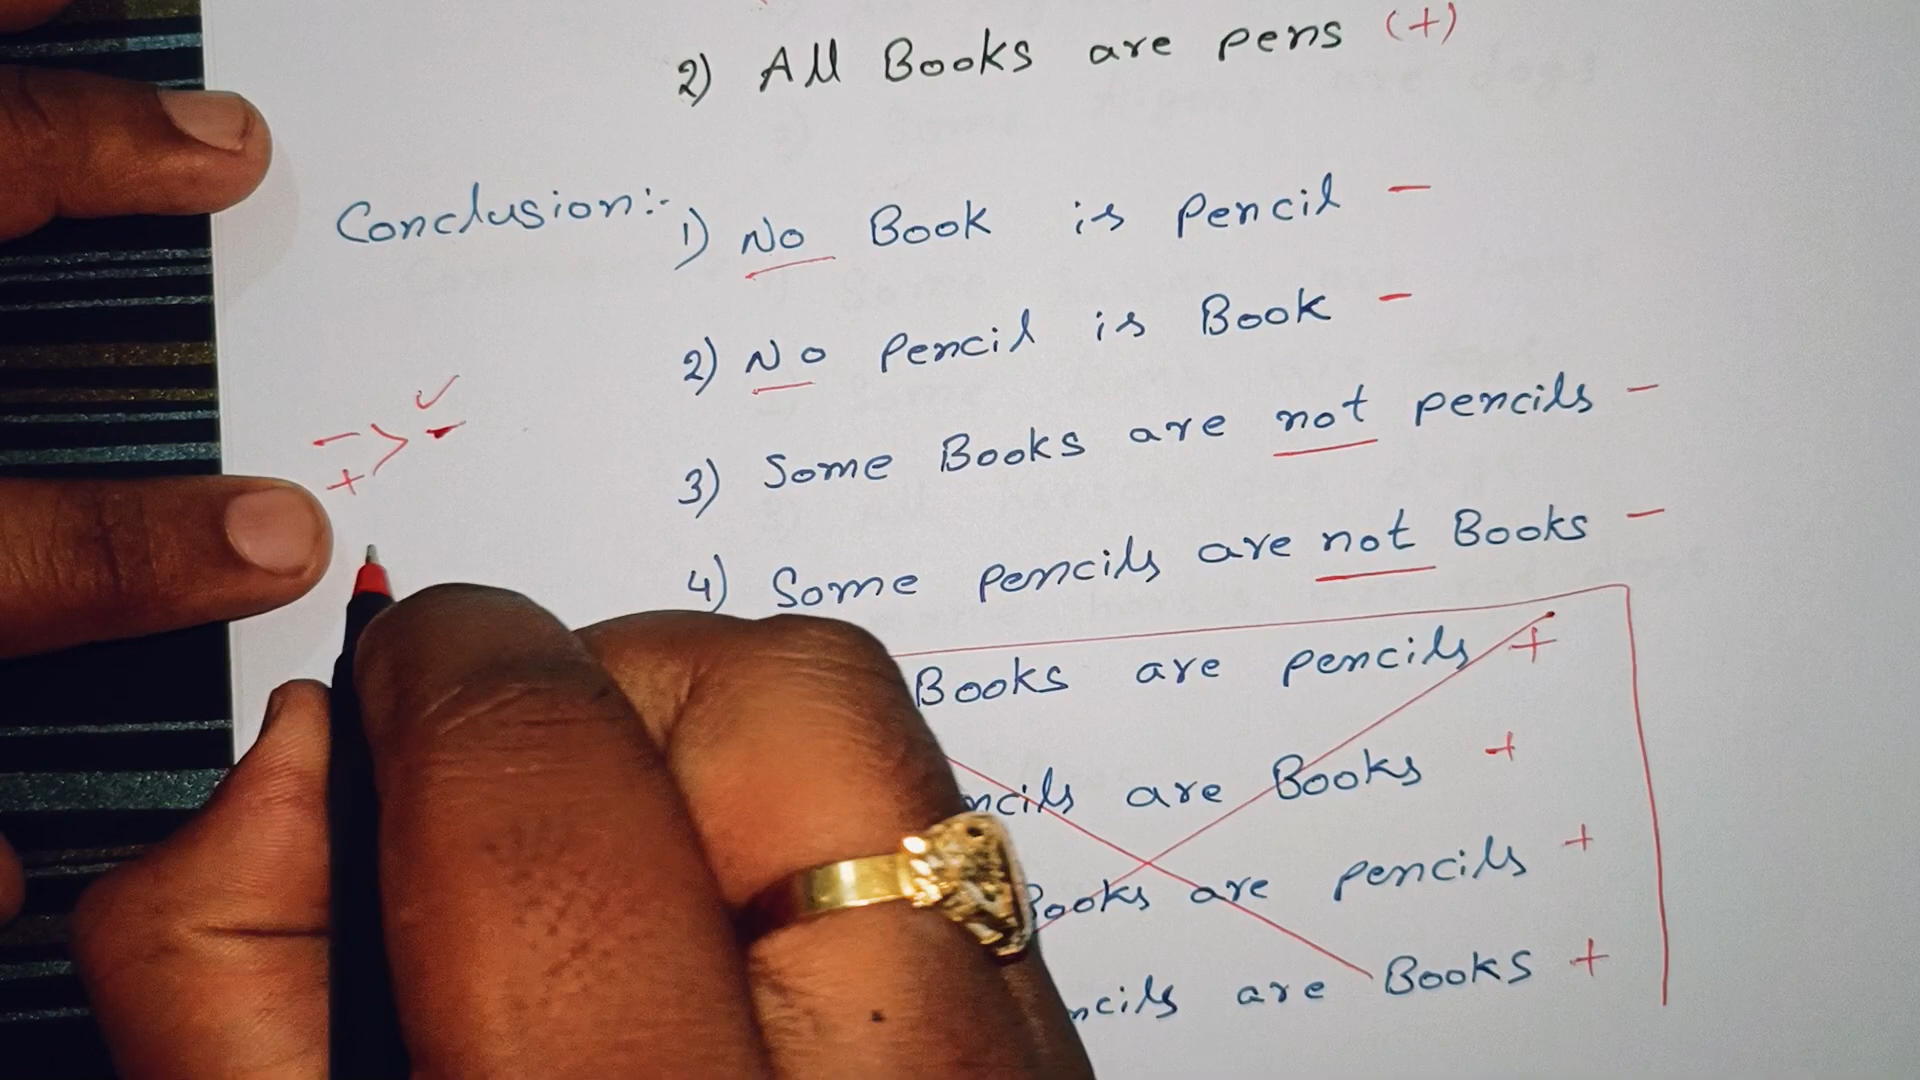 2) All Books are pens (+)
Conclusion:- 1) No Book is Pencil -
2) No Pencil is Book -
3) Some Books are not pencils -
- > - ✓
+
4) Some pencils are not Books -
Books are pencils +
are Books +
are pencils +
are Books +